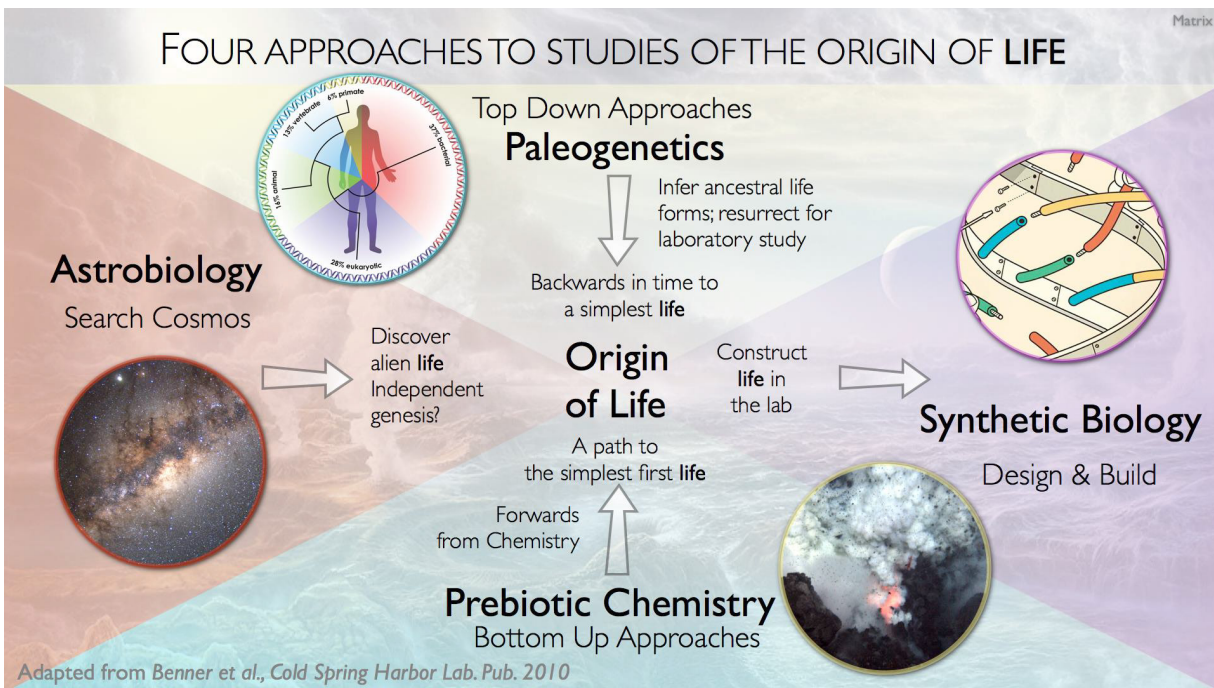 Matrix
FOUR APPROACHES TO STUDIES OF THE ORIGIN OF LIFE
Top Down Approaches
Paleogenetics
Infer ancestral life
forms; resurrect for
laboratory study
Backwards in time to
a simplest life
6% primate
13% vertebrate
37% bacterial
16% animal
28% eukaryotic
Astrobiology
Search Cosmos
Discover
alien life
Independent
genesis?
Origin
of Life
A path to
the simplest first life
Construct
life in
the lab
Synthetic Biology
Design & Build
Forwards
from Chemistry
Prebiotic Chemistry
Bottom Up Approaches
Adapted from Benner et al., Cold Spring Harbor Lab. Pub. 2010